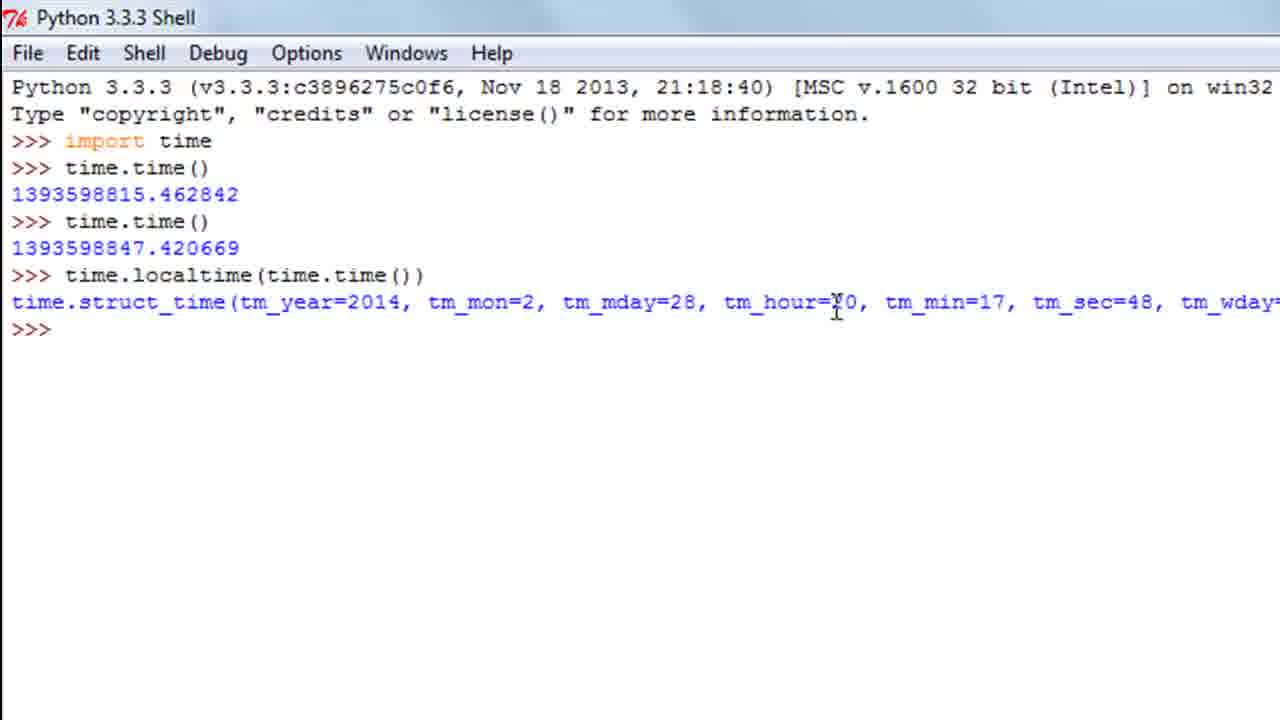 Python 3.3.3 Shell
File Edit Shell Debug Options Windows Help
Python 3.3.3 (v3.3.3:c3896275c0f6, Nov 18 2013, 21:18:40) [MSC v.1600 32 bit (Intel)] on win32
Type "copyright", "credits" or "license()" for more information.
>>> import time
>>> time.time()
1393598815.462842
>>> time.time()
1393598847.420669
>>> time.localtime(time.time())
time.struct_time(tm_year=2014, tm_mon=2, tm_mday=28, tm_hour=20, tm_min=17, tm_sec=48, tm_wday=
>>>